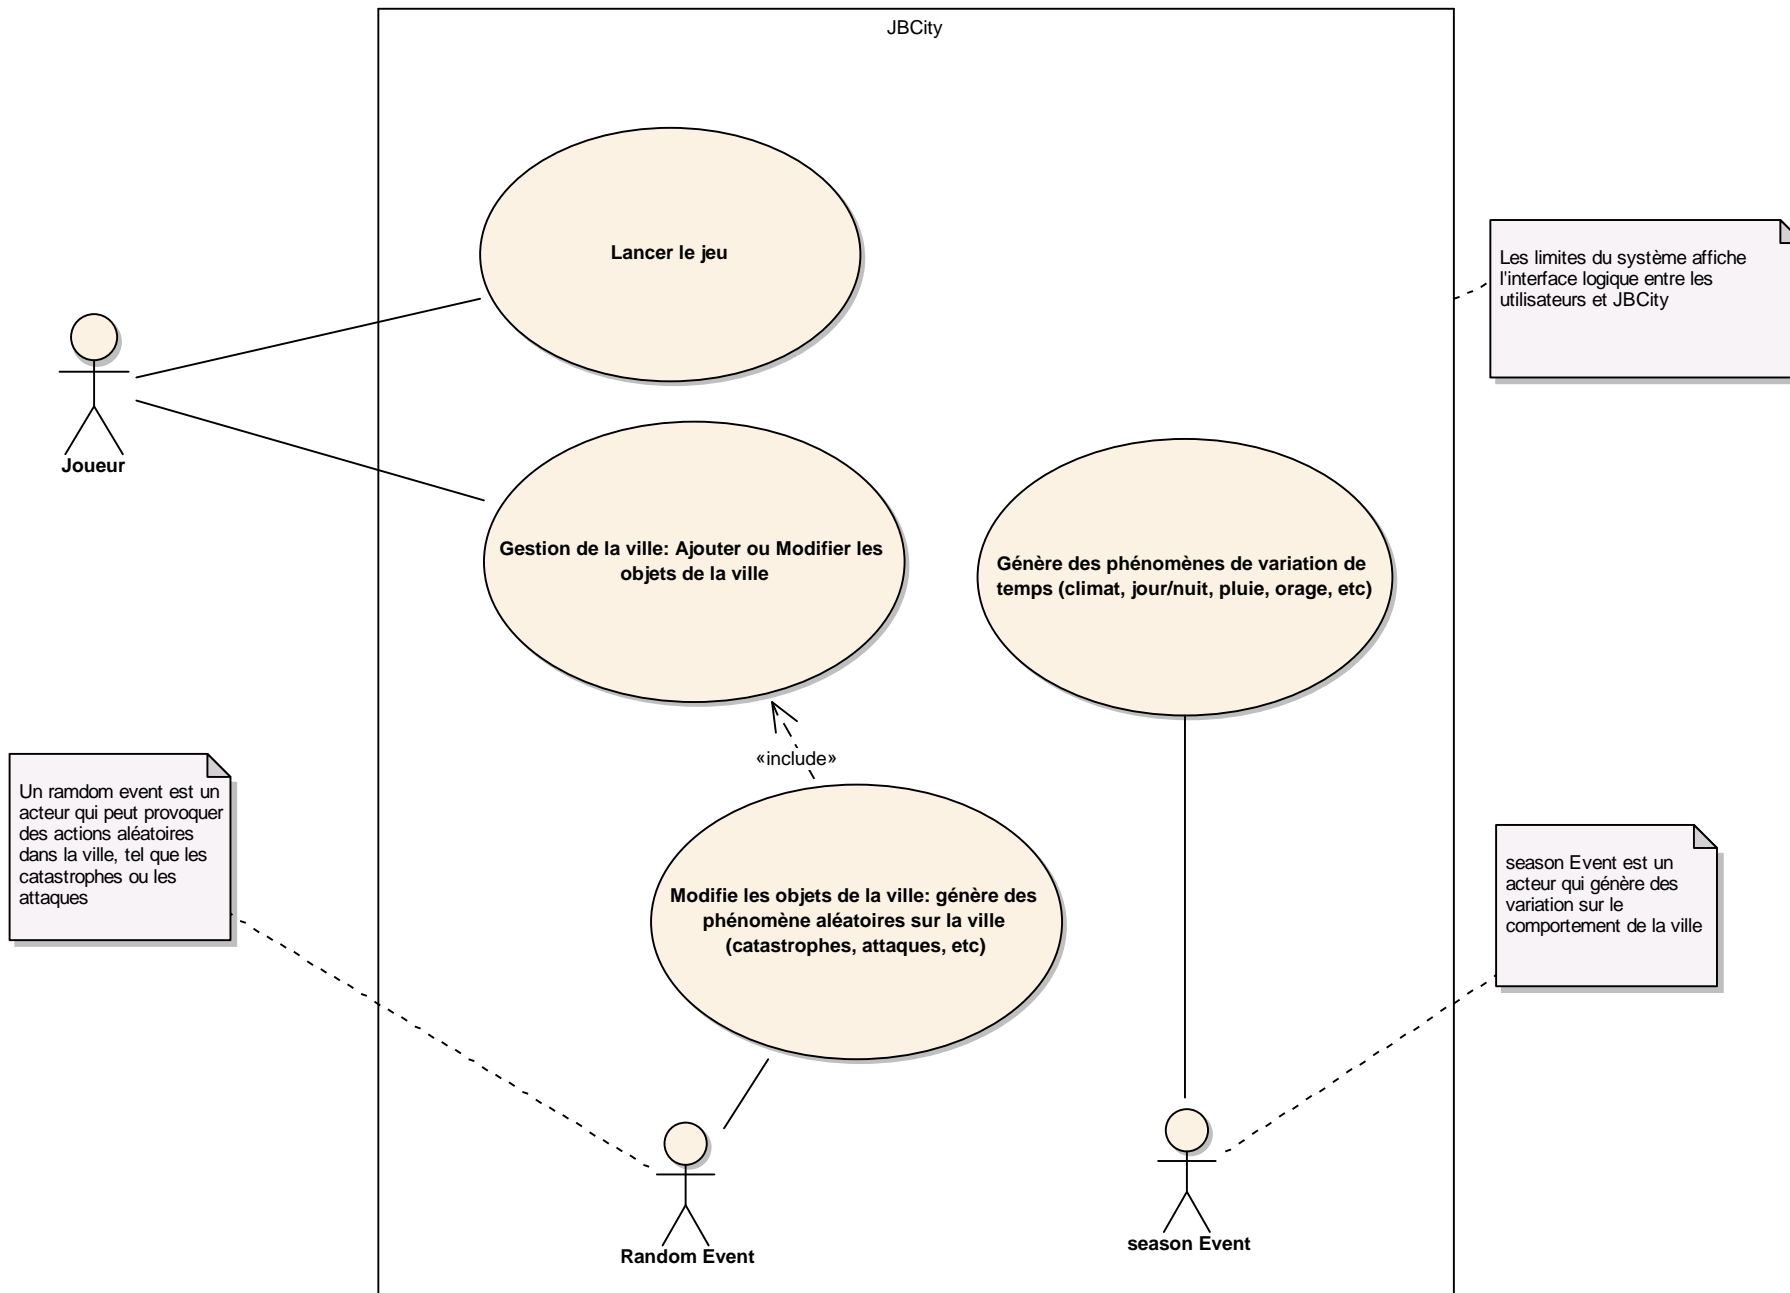 JBCity
Lancer le jeu
Les limites du système affiche
l'interface logique entre les
utilisateurs et JBCity
Joueur
Gestion de la ville: Ajouter ou Modifier les
objets de la ville
Génère des phénomènes de variation de
temps (climat, jour/nuit, pluie, orage, etc)
«include»
Un ramdom event est un
acteur qui peut provoquer
des actions aléatoires
dans la ville, tel que les
catastrophes ou les
attaques
Modifie les objets de la ville: génère des
phénomène aléatoires sur la ville
(catastrophes, attaques, etc)
season Event est un
acteur qui génère des
variation sur le
comportement de la ville
Random Event
season Event